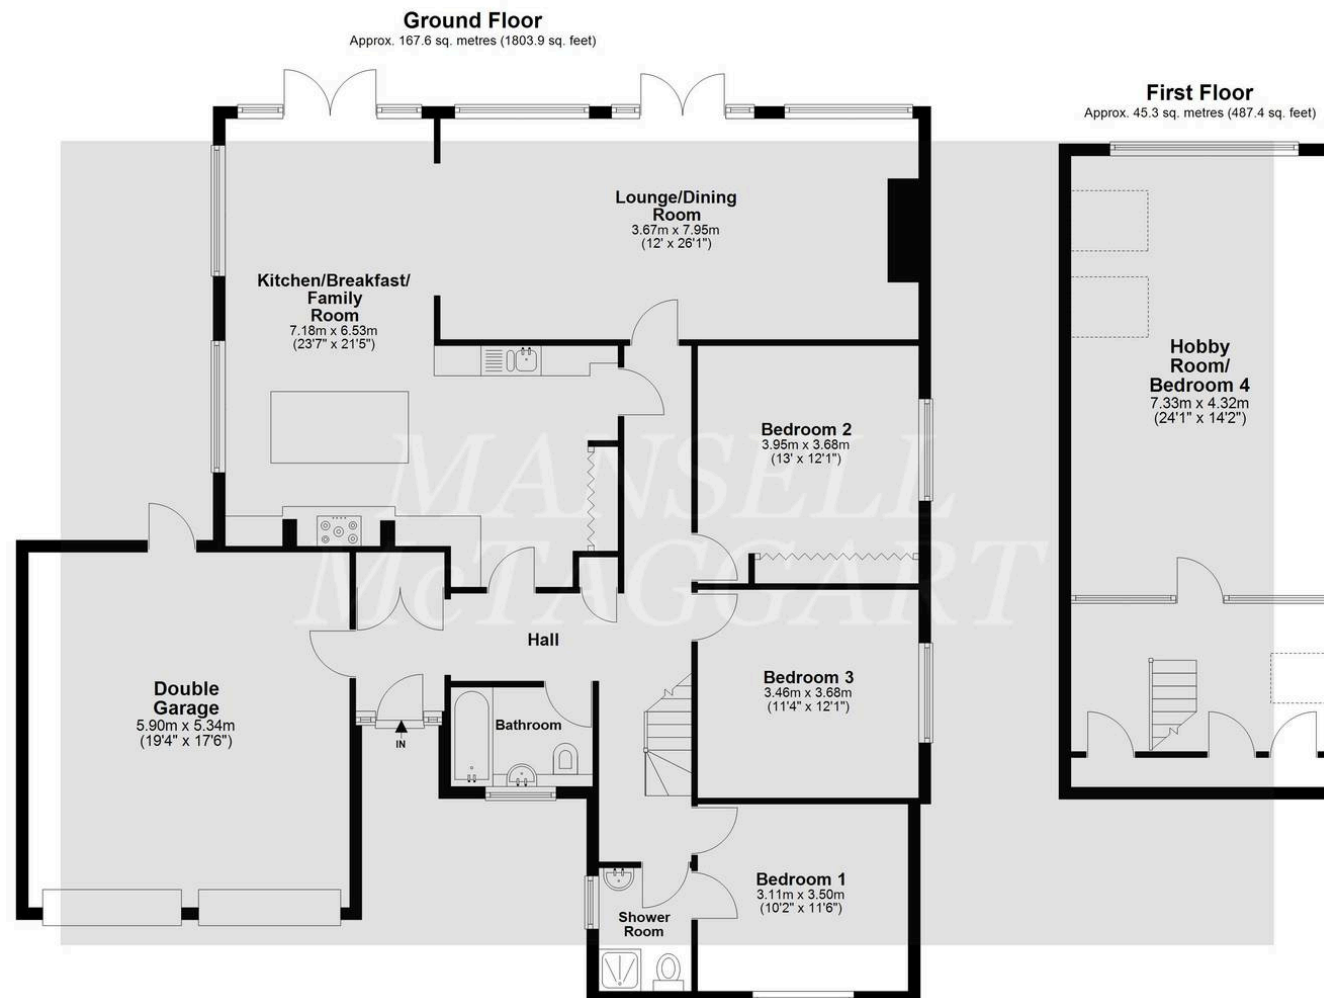 Ground Floor
Approx. 167.6 sq. metres (1803.9 sq. feet)
First Floor
Approx. 45.3 sq. metres (487.4 sq. feet)
Lounge/Dining
Room
3.67m x 7.95m
(12' x 26'1")
Kitchen/Breakfast/
Family
Room
7.18m x 6.53m
(23'7" x 21'5")
Hobby
Room/
Bedroom 4
7.33m x 4.32m
(24'1" x 14'2")
Bedroom 2
3.95m x 3.68m
(13' x 12'1")
MANSELL
McTAGGART
Hall
Bedroom 3
3.46m x 3.68m
(11'4" x 12'1")
Double
Garage
5.90m x 5.34m
(19'4" x 17'6")
IN
Bathroom
Bedroom 1
3.11m x 3.50m
(10'2" x 11'6")
Shower
Room